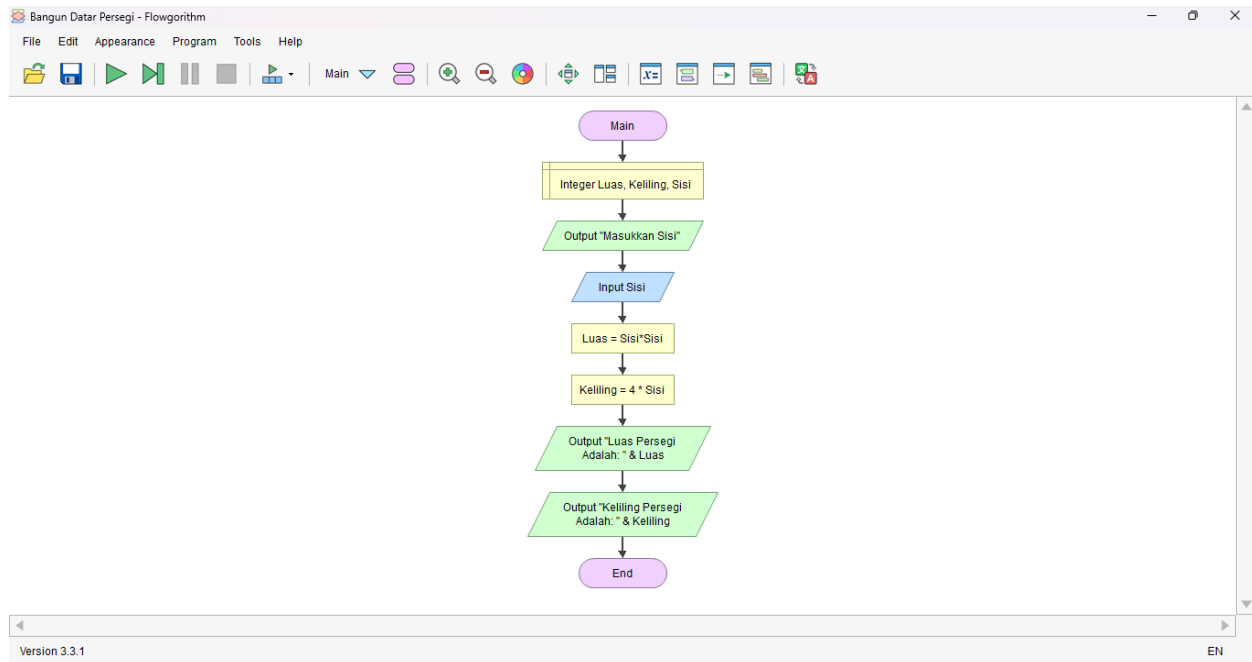 Bangun Datar Persegi - Flowgorithm
File Edit Appearance Program Tools Help
Main
x=
A
Main
Integer Luas, Keliling, Sisi
Output "Masukkan Sisi"
Input Sisi
Luas = Sisi*Sisi
Keliling = 4 * Sisi
Output "Luas Persegi
Adalah: " & Luas
Output "Keliling Persegi
Adalah: " & Keliling
End
Version 3.3.1 EN